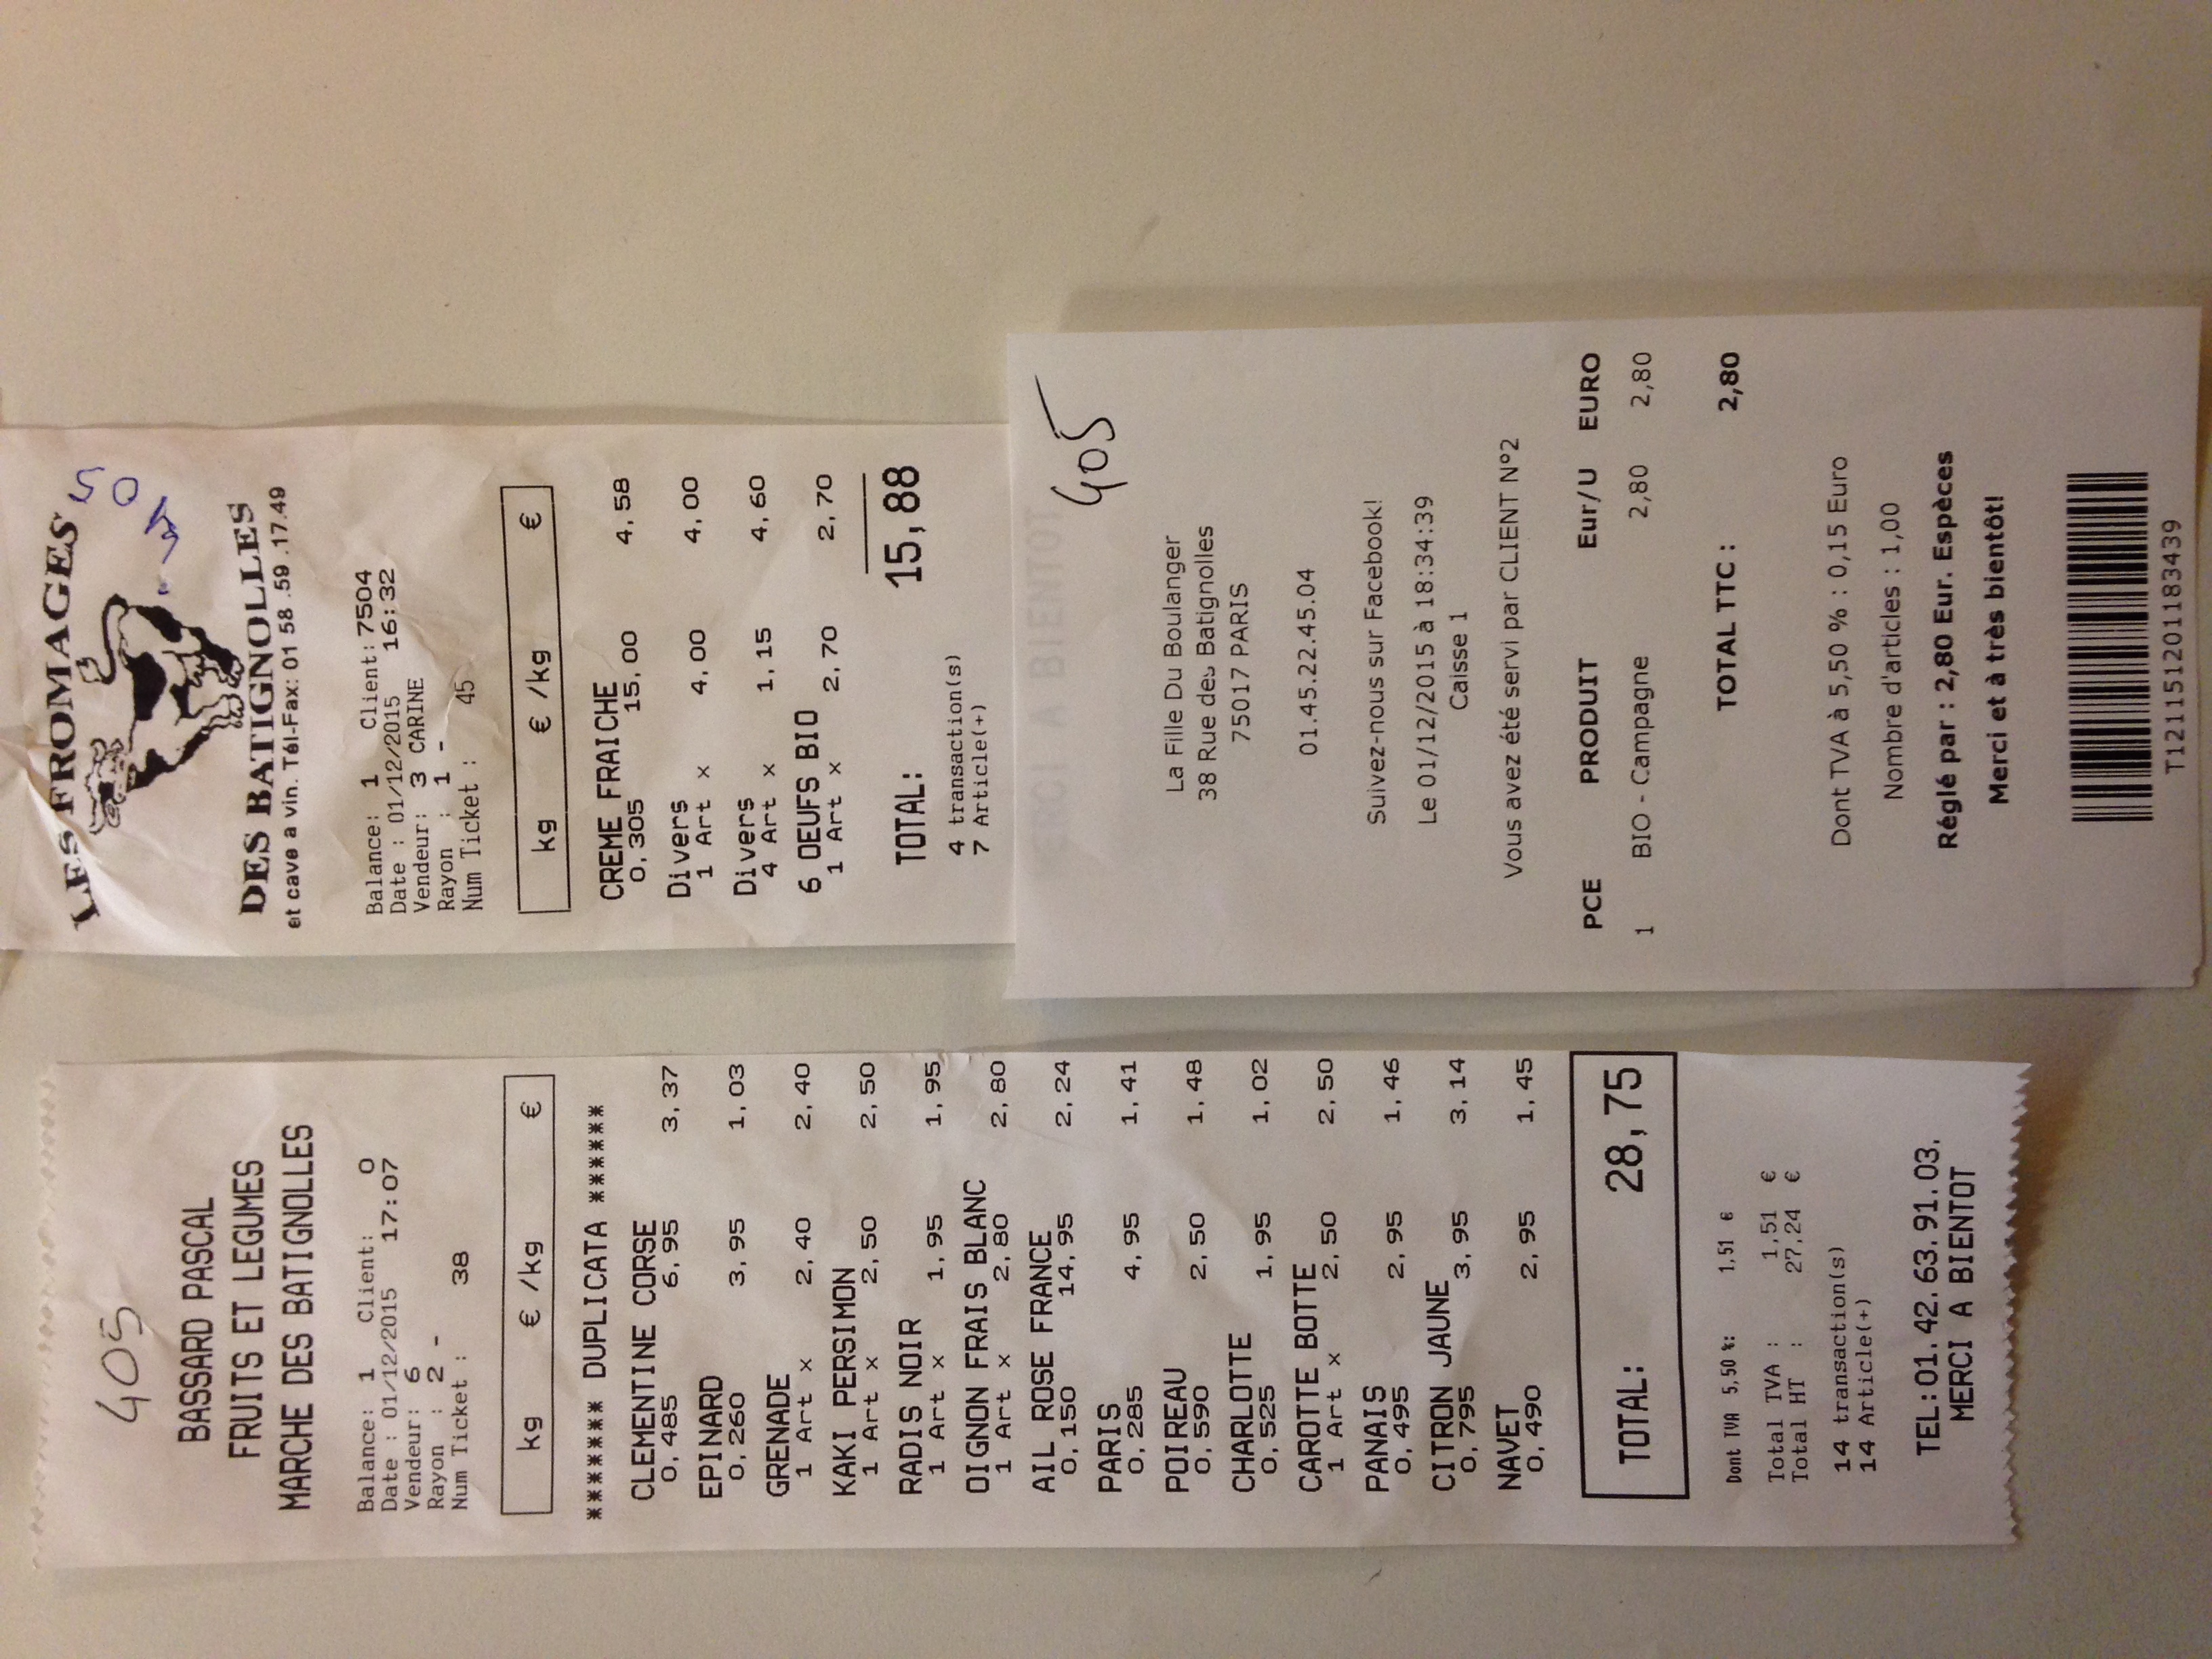 405
BASSARD PASCAL
FRUITS ET LEGUMES
MARCHE DES BATIGNOLLES
Balance: 1 Client: 0
Date : 01/12/2015 17:07
Vendeur: 6
Rayon : 2 -
Num Ticket : 38
kg € /kg €
******* DUPLICATA ******
CLEMENTINE CORSE
0,485 6,95 3,37
EPINARD
0,260 3,95 1,03
GRENADE
1 Art x 2,40 2,40
KAKI PERSIMON
1 Art x 2,50 2,50
RADIS NOIR
1 Art x 1,95 1,95
OIGNON FRAIS BLANC
1 Art x 2,80 2,80
AIL ROSE FRANCE
0,150 14,95 2,24
PARIS
0,285 4,95 1,41
POIREAU
0,590 2,50 1,48
CHARLOTTE
0,525 1,95 1,02
CAROTTE BOTTE
1 Art x 2,50 2,50
PANAIS
0,495 2,95 1,46
CITRON JAUNE
0,795 3,95 3,14
NAVET
0,490 2,95 1,45
TOTAL: 28,75
Dont TVA 5,50 %: 1,51 €
Total TVA : 1,51 €
Total HT : 27,24 €
14 transaction(s)
14 Article(+)
TEL:01.42.63.91.03.
MERCI A BIENTOT
LES FROMAGES
405
DES BATIGNOLLES
et cave a vin. Tél-Fax: 01 58 .59 .17.49
Balance: 1 Client: 7504
Date : 01/12/2015 16:32
Vendeur: 3 CARINE
Rayon : 1 -
Num Ticket : 45
kg € /kg €
CREME FRAICHE
0,305 15,00 4,58
Divers
1 Art x 4,00 4,00
Divers
4 Art x 1,15 4,60
6 OEUFS BIO
1 Art x 2,70 2,70
TOTAL: 15,88
4 transaction(s)
7 Article(+)
MERCI A BIENTOT
405
La Fille Du Boulanger
38 Rue des Batignolles
75017 PARIS
01.45.22.45.04
Suivez-nous sur Facebook!
Le 01/12/2015 à 18:34:39
Caisse 1
Vous avez été servi par CLIENT N°2
PCE PRODUIT Eur/U EURO
1 BIO - Campagne 2,80 2,80
TOTAL TTC : 2,80
Dont TVA à 5,50 % : 0,15 Euro
Nombre d'articles : 1,00
Réglé par : 2,80 Eur. Espèces
Merci et à très bientôt!
T121151201183439